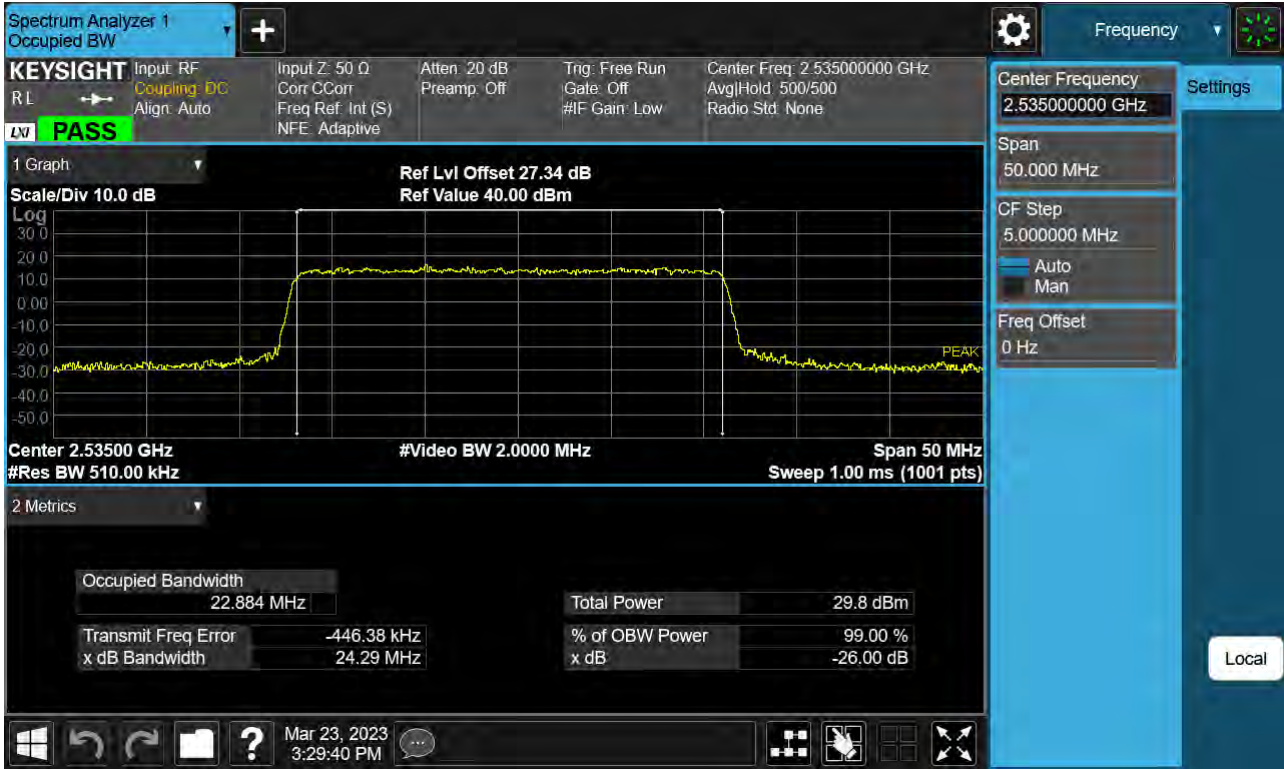 Spectrum Analyzer 1
Occupied BW
+
Frequency
KEYSIGHT
RL
LXI
PASS
Input: RF
Coupling: DC
Align: Auto
Input Z: 50 Ω
Corr CCorr
Freq Ref: Int (S)
NFE: Adaptive
Atten: 20 dB
Preamp: Off
Trig: Free Run
Gate: Off
#IF Gain: Low
Center Freq: 2.535000000 GHz
Avg|Hold: 500/500
Radio Std: None
Center Frequency
2.535000000 GHz
Settings
Span
50.000 MHz
CF Step
5.000000 MHz
Auto
Man
Freq Offset
0 Hz
Local
1 Graph
Scale/Div 10.0 dB
Ref Lvl Offset 27.34 dB
Ref Value 40.00 dBm
Log
30.0
20.0
10.0
0.00
-10.0
-20.0
-30.0
-40.0
-50.0
PEAK
Center 2.53500 GHz
#Video BW 2.0000 MHz
Span 50 MHz
#Res BW 510.00 kHz
Sweep 1.00 ms (1001 pts)
2 Metrics
Occupied Bandwidth
22.884 MHz
Total Power 29.8 dBm
Transmit Freq Error -446.38 kHz
% of OBW Power 99.00 %
x dB Bandwidth 24.29 MHz
x dB -26.00 dB
?
Mar 23, 2023
3:29:40 PM